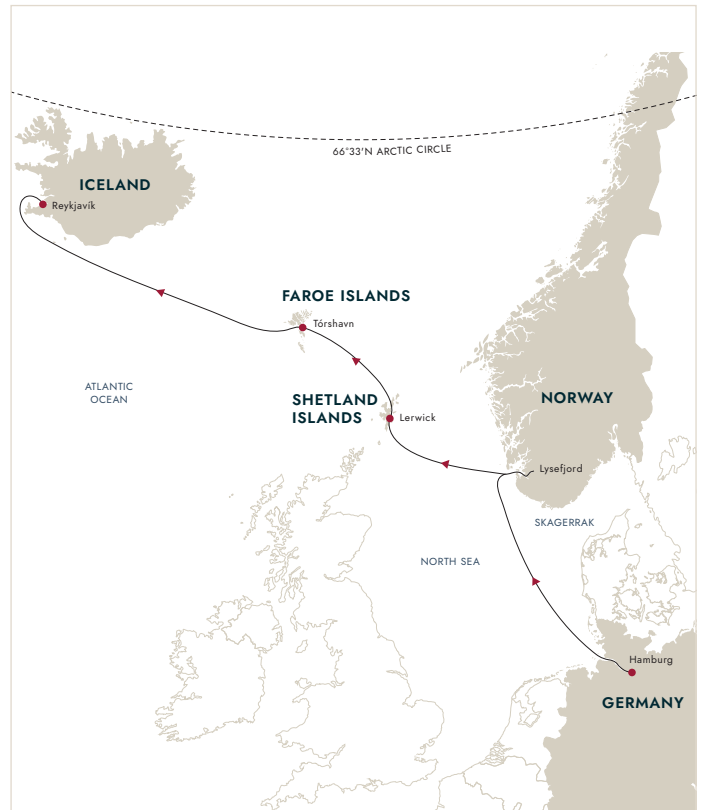 66°33'N ARCTIC CIRCLE
ICELAND
Reykjavík
FAROE ISLANDS
Tórshavn
ATLANTIC
OCEAN
SHETLAND
ISLANDS
Lerwick
NORWAY
Lysefjord
SKAGERRAK
NORTH SEA
Hamburg
GERMANY